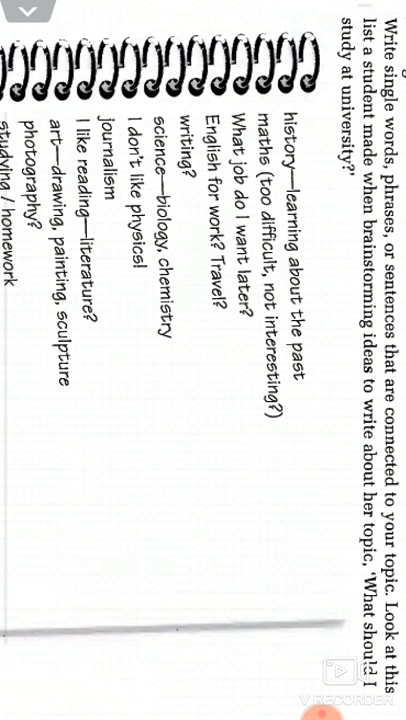 Write single words, phrases, or sentences that are connected to your topic. Look at this
list a student made when brainstorming ideas to write about her topic, 'What should I
study at university?'
history—learning about the past
maths (too difficult, not interesting?)
What job do I want later?
English for work? Travel?
writing?
science—biology, chemistry
I don't like physics!
journalism
I like reading—literature?
art—drawing, painting, sculpture
photography?
studying / homework
V RECORDER